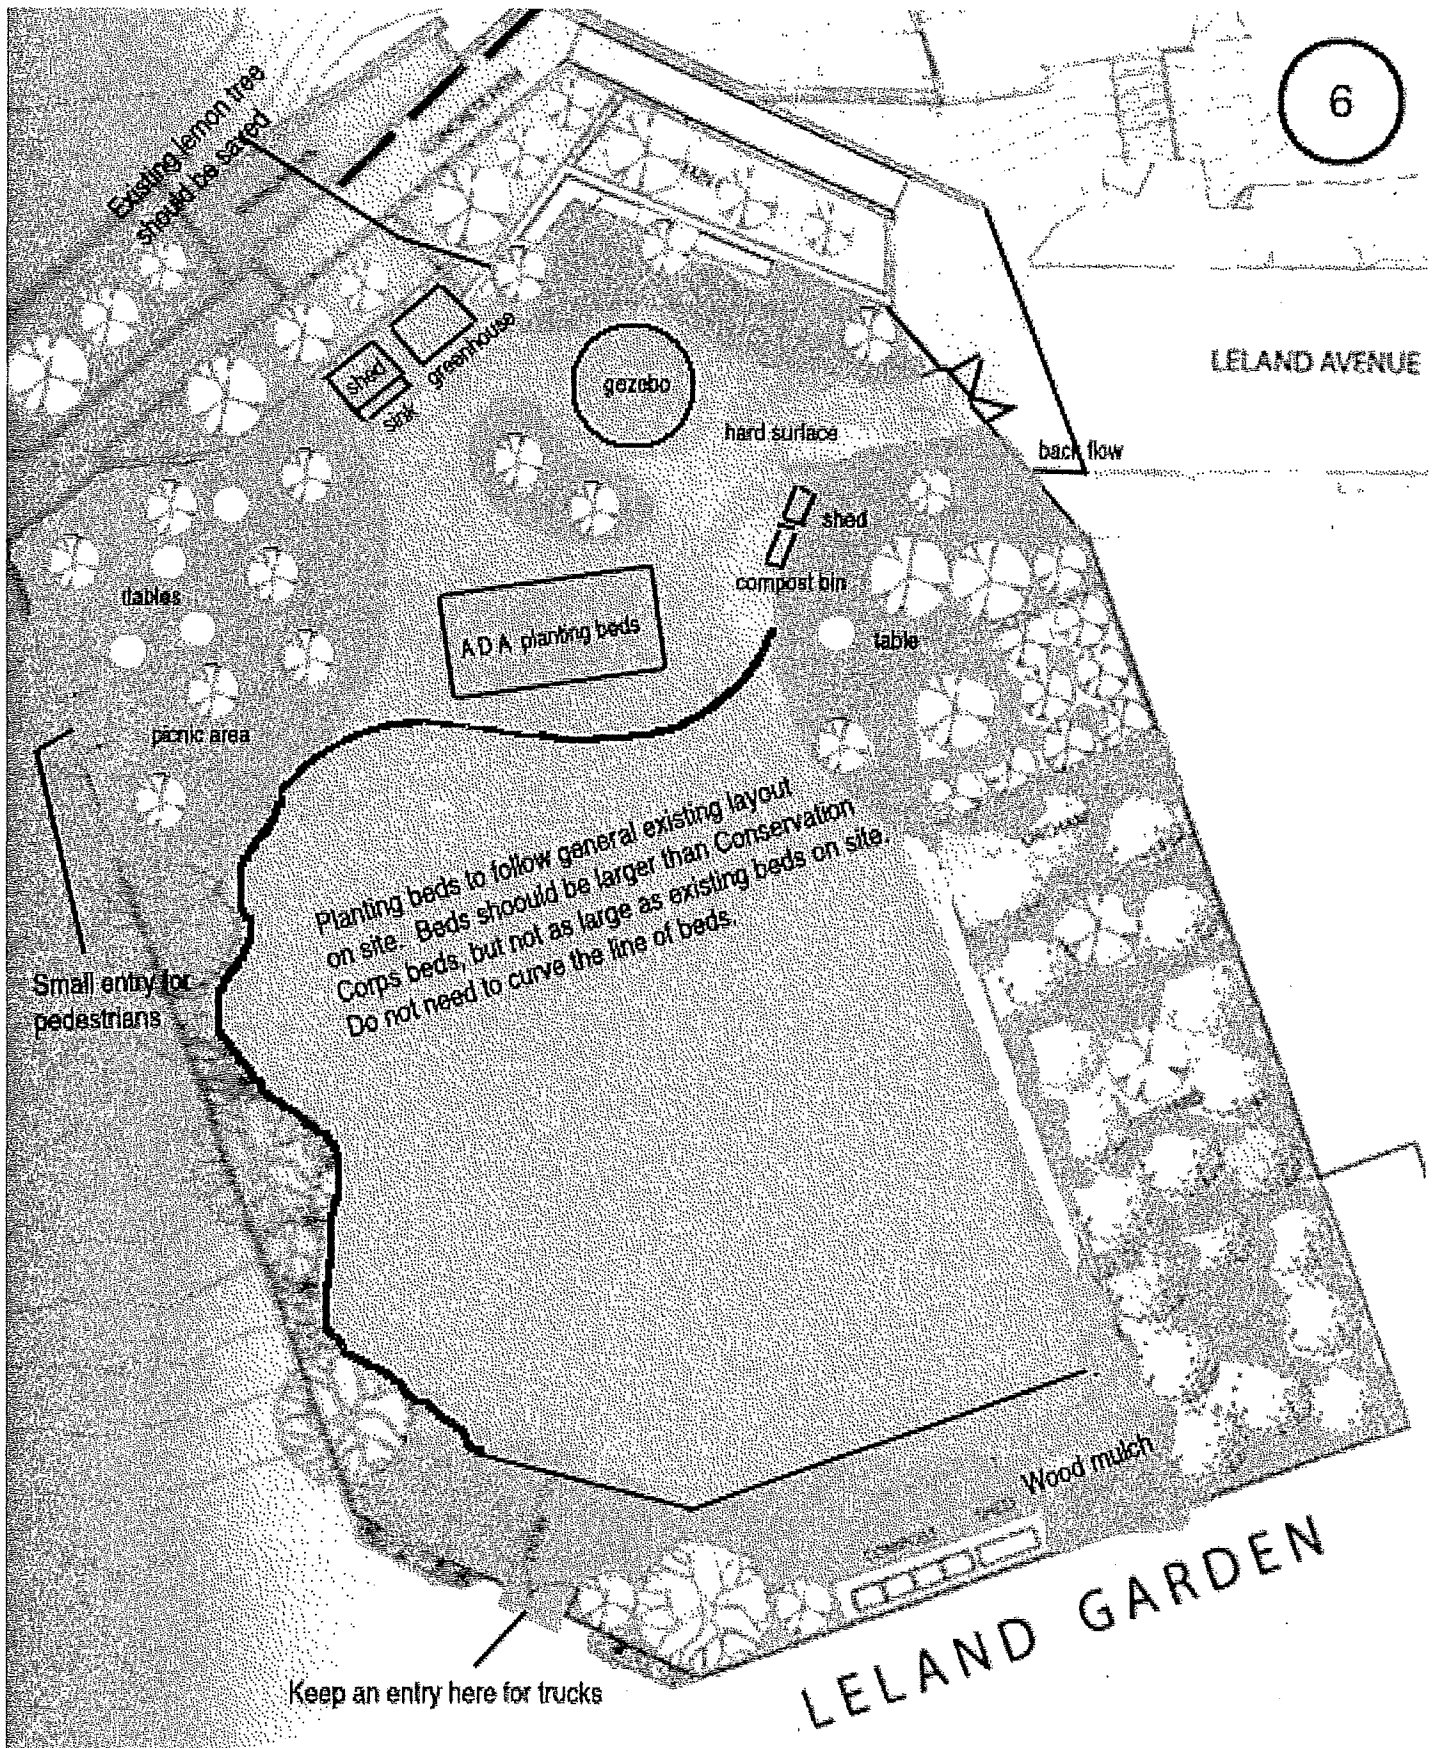 6
Existing lemon tree
should be saved
LELAND AVENUE
greenhouse
shed
sink
gezebo
hard surface
back flow
shed
compost bin
tables
A D A planting beds
table
picnic area
Planting beds to follow general existing layout
on site. Beds shoould be larger than Conservation
Corps beds, but not as large as existing beds on site.
Do not need to curve the line of beds.
Small entry for
pedestrians
Wood mulch
Keep an entry here for trucks
LELAND GARDEN